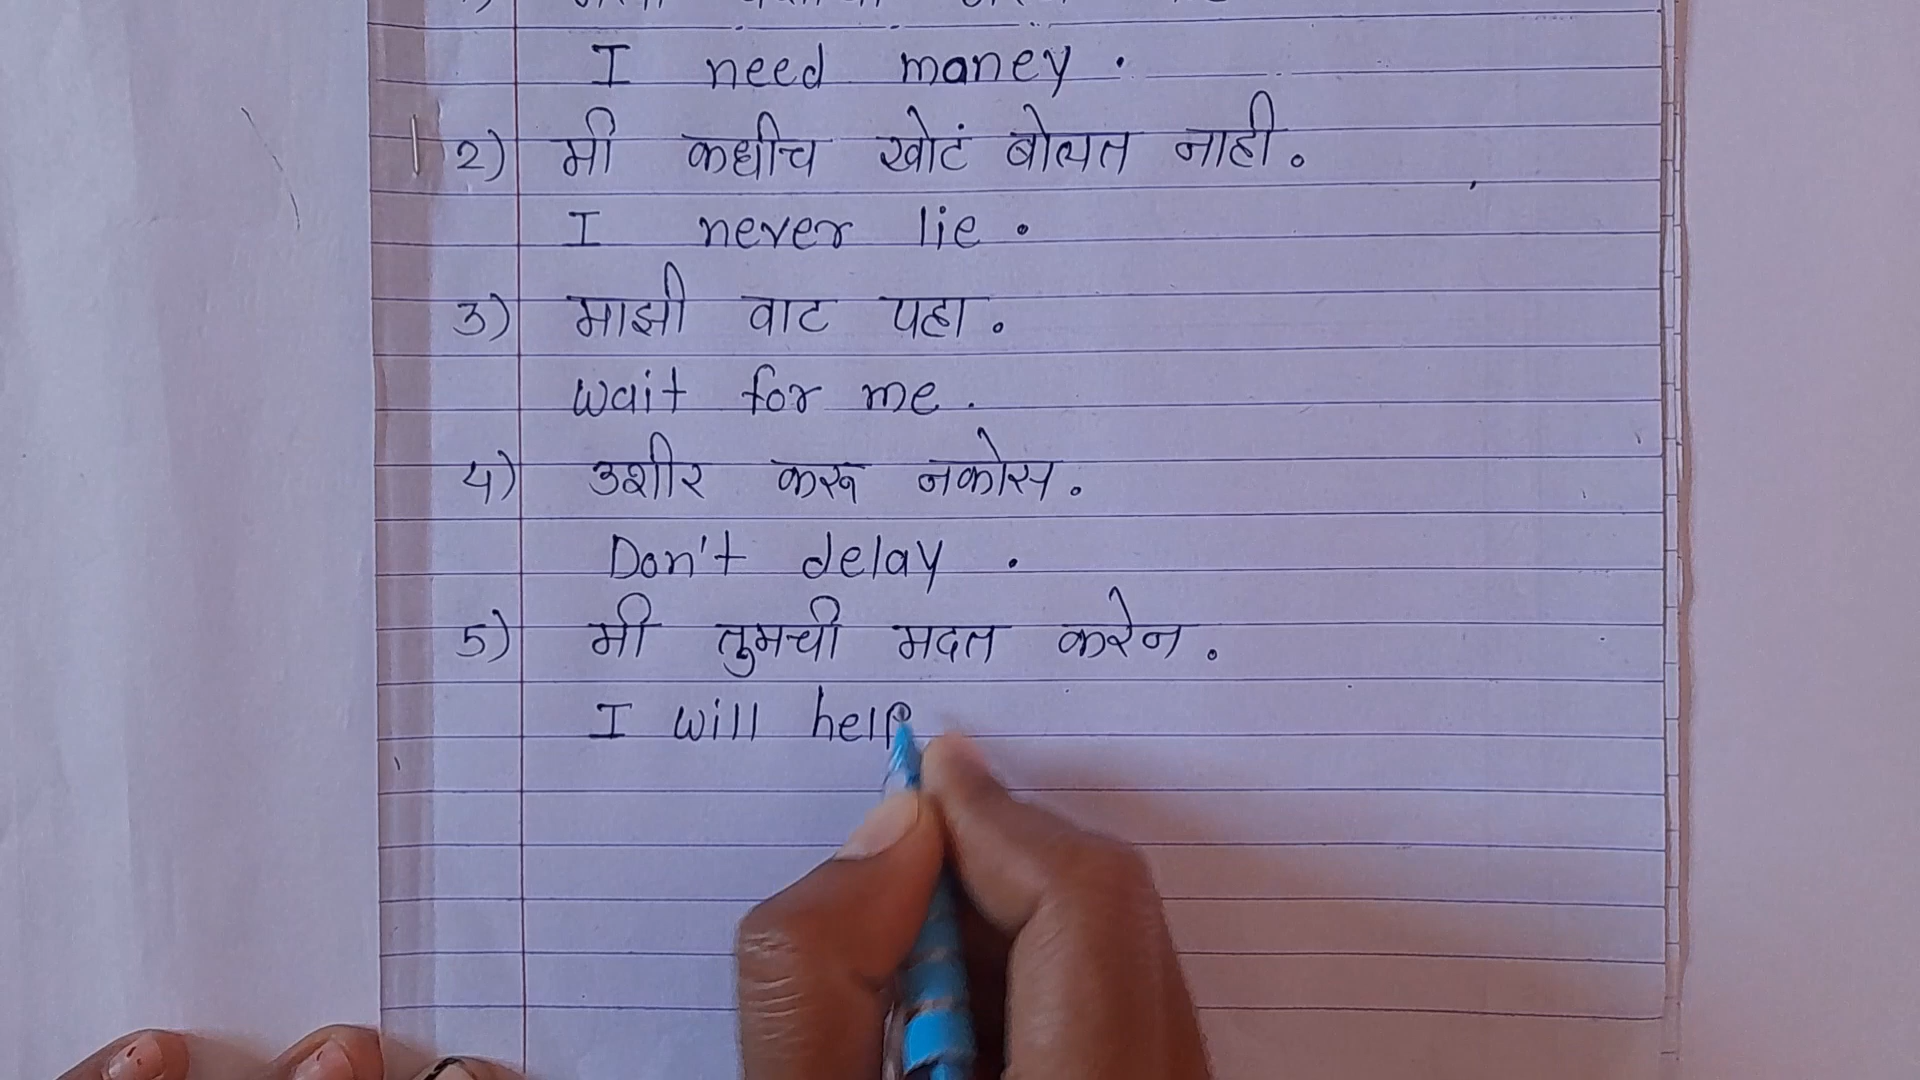 I need money.
2) मी कधीच खोटं बोलत नाही.
I never lie.
3) माझी वाट पहा.
Wait for me.
4) उशीर करू नकोस.
Don't delay.
5) मी तुमची मदत करेन.
I will help